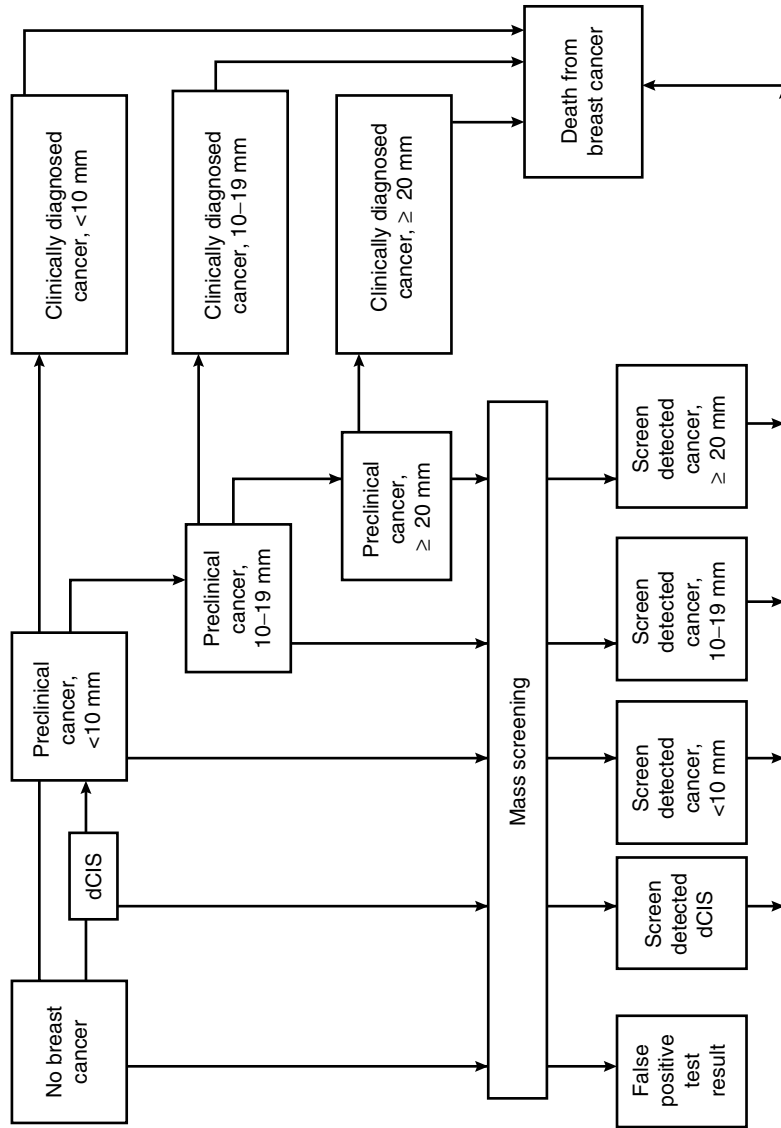 No breast
cancer
dCIS
Preclinical
cancer,
<10 mm
Clinically diagnosed
cancer, <10 mm
Preclinical
cancer,
10–19 mm
Clinically diagnosed
cancer, 10–19 mm
Preclinical
cancer,
≥ 20 mm
Clinically diagnosed
cancer, ≥ 20 mm
Mass screening
Death from
breast cancer
False
positive
test
result
Screen
detected
dCIS
Screen
detected
cancer,
<10 mm
Screen
detected
cancer,
10–19 mm
Screen
detected
cancer,
≥ 20 mm